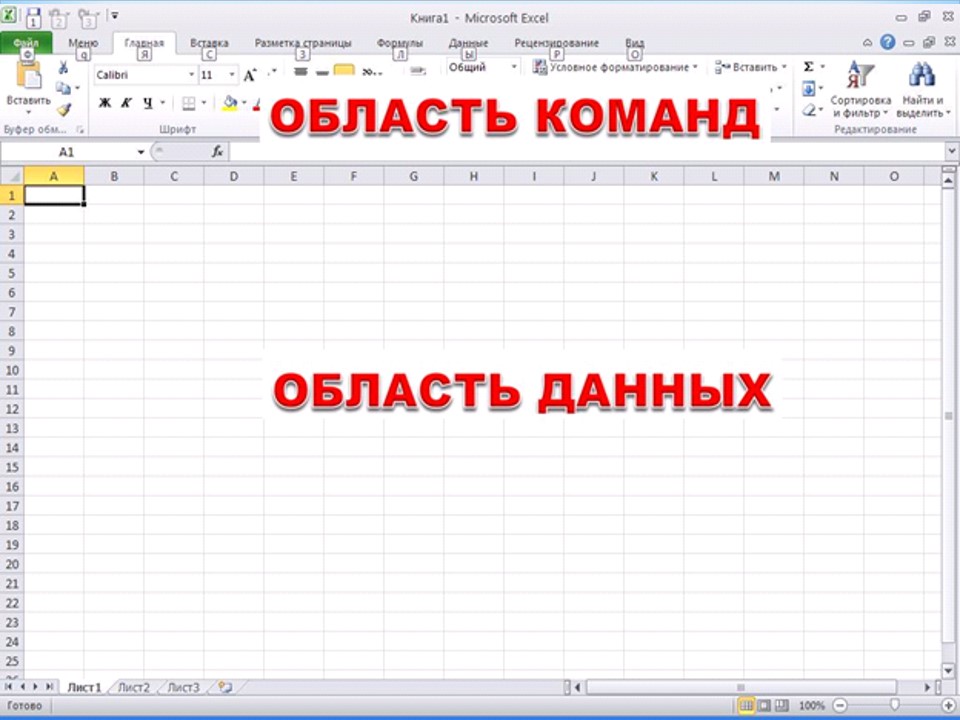 Книга1 - Microsoft Excel
1 2 3
Файл Меню Главная Вставка Разметка страницы Формулы Данные Рецензирование Вид
Ф q Я С З Л Ы Р О
Calibri 11 A Общий Условное форматирование Вставить Σ
Вставить Ж К Ч Сортировка и фильтр Найти и выделить
Буфер обм... Шрифт Редактирование
ОБЛАСТЬ КОМАНД
A1 fx
A B C D E F G H I J K L M N O
1
2
3
4
5
6
7
8
9
10
11
ОБЛАСТЬ ДАННЫХ
12
13
14
15
16
17
18
19
20
21
22
23
24
25
Лист1 Лист2 Лист3
Готово 100%